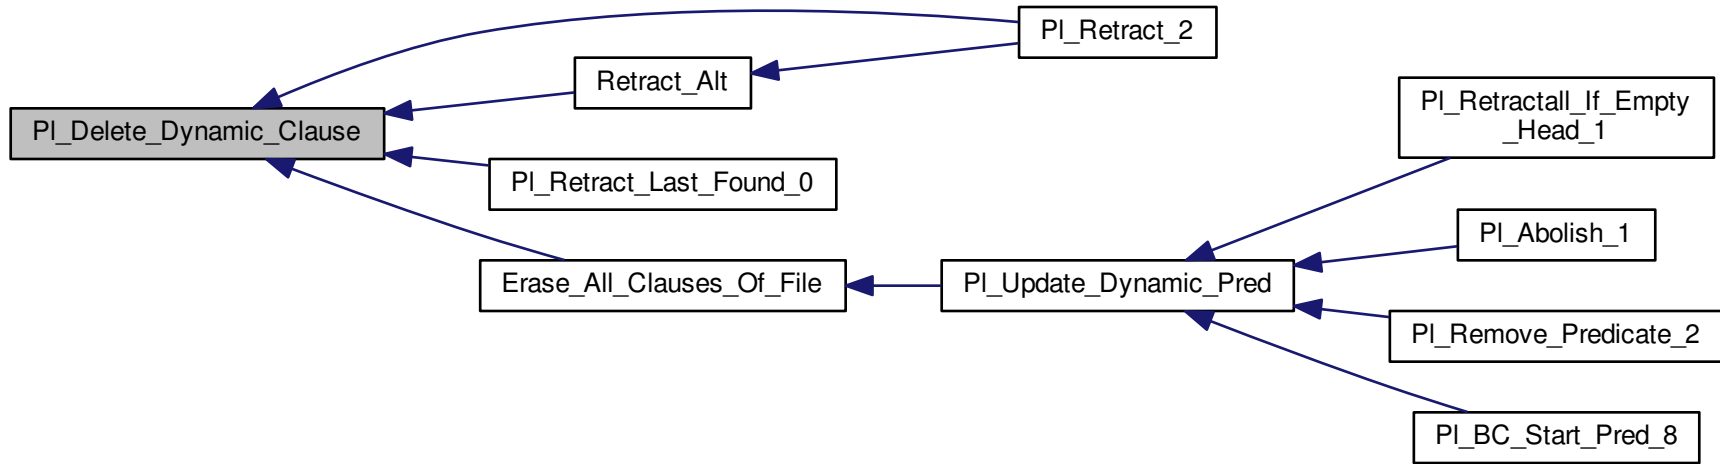 Pl_Retract_2
Retract_Alt
Pl_Retractall_If_Empty
_Head_1
Pl_Delete_Dynamic_Clause
Pl_Retract_Last_Found_0
Pl_Abolish_1
Erase_All_Clauses_Of_File
Pl_Update_Dynamic_Pred
Pl_Remove_Predicate_2
Pl_BC_Start_Pred_8